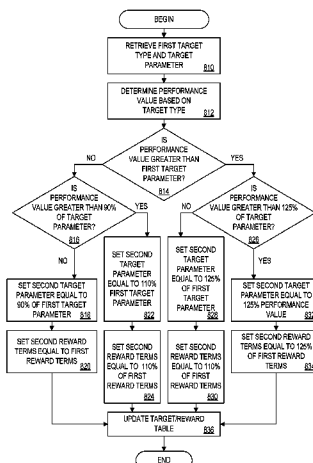 BEGIN
RETRIEVE FIRST TARGET
TYPE AND TARGET
PARAMETER 810
DETERMINE PERFORMANCE
VALUE BASED ON
TARGET TYPE 812
IS
PERFORMANCE
VALUE GREATER THAN
FIRST TARGET
PARAMETER?
814
NO
YES
IS
PERFORMANCE
VALUE GREATER THAN 90%
OF TARGET
PARAMETER?
816
YES
NO
IS
PERFORMANCE
VALUE GREATER THAN 125%
OF TARGET
PARAMETER?
826
NO
YES
SET SECOND TARGET
PARAMETER EQUAL TO
90% OF FIRST TARGET
PARAMETER 818
SET SECOND
TARGET
PARAMETER
EQUAL TO 110%
FIRST TARGET
PARAMETER
822
SET SECOND
TARGET
PARAMETER
EQUAL TO 125%
OF FIRST
TARGET
PARAMETER
828
SET SECOND TARGET
PARAMETER EQUAL TO
125% PERFORMANCE
VALUE 832
SET SECOND REWARD
TERMS EQUAL TO FIRST
REWARD TERMS 820
SET SECOND
REWARD TERMS
EQUAL TO 110%
OF FIRST
REWARD TERMS
824
SET SECOND
REWARD TERMS
EQUAL TO 110%
OF FIRST
REWARD TERMS
830
SET SECOND REWARD
TERMS EQUAL TO 125%
OF FIRST REWARD
TERMS 834
UPDATE TARGET/REWARD
TABLE 836
END